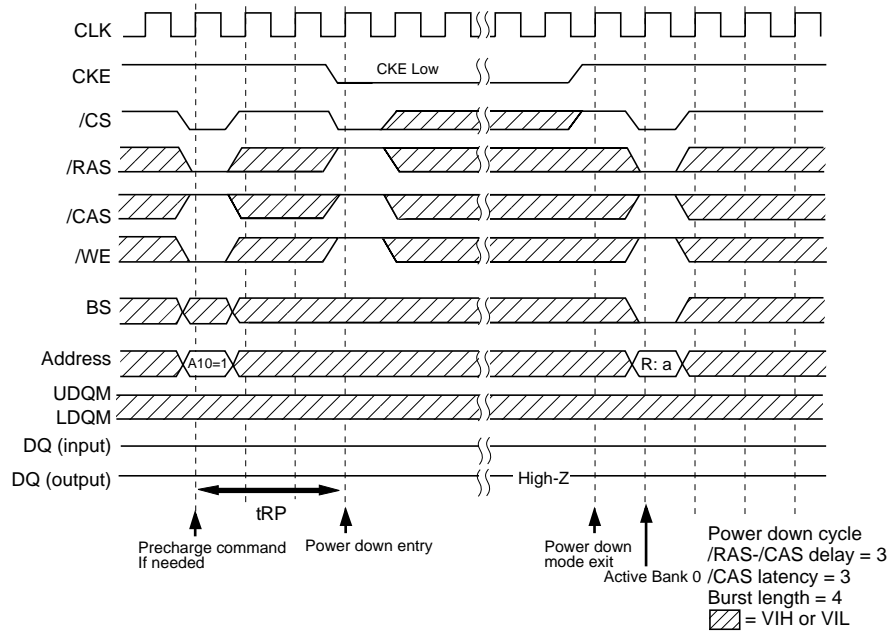 CLK
CKE
CKE Low
/CS
/RAS
/CAS
/WE
BS
Address
A10=1
R: a
UDQM
LDQM
DQ (input)
DQ (output)
High-Z
tRP
Precharge command
If needed
Power down entry
Power down
mode exit
Active Bank 0
Power down cycle
/RAS-/CAS delay = 3
/CAS latency = 3
Burst length = 4
= VIH or VIL